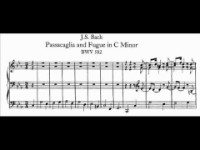 J.S. Bach
Passacaglia and Fugue in C Minor
BWV 582